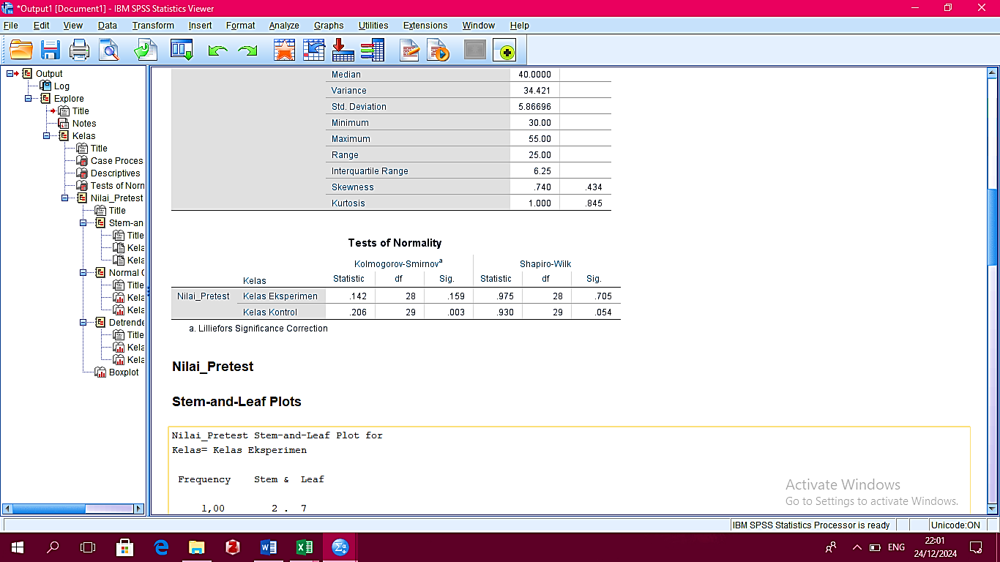 *Output1 [Document1] - IBM SPSS Statistics Viewer
File Edit View Data Transform Insert Format Analyze Graphs Utilities Extensions Window Help
Output
Log
Explore
Title
Notes
Kelas
Title
Case Proces
Descriptives
Tests of Norn
Nilai_Pretest
Title
Stem-an
Title
Kela
Kela
Normal
Title
Kela
Kela
Detrende
Title
Kela
Kela
Boxplot
Median 40.0000
Variance 34.421
Std. Deviation 5.86696
Minimum 30.00
Maximum 55.00
Range 25.00
Interquartile Range 6.25
Skewness .740 .434
Kurtosis 1.000 .845
Tests of Normality
Kolmogorov-Smirnovᵃ Shapiro-Wilk
Kelas Statistic df Sig. Statistic df Sig.
Nilai_Pretest Kelas Eksperimen .142 28 .159 .975 28 .705
Kelas Kontrol .206 29 .003 .930 29 .054
a. Lilliefors Significance Correction
Nilai_Pretest
Stem-and-Leaf Plots
Nilai_Pretest Stem-and-Leaf Plot for
Kelas= Kelas Eksperimen
Frequency Stem & Leaf
1,00 2 . 7
Activate Windows
Go to Settings to activate Windows.
IBM SPSS Statistics Processor is ready Unicode:ON
ENG 22:01
24/12/2024